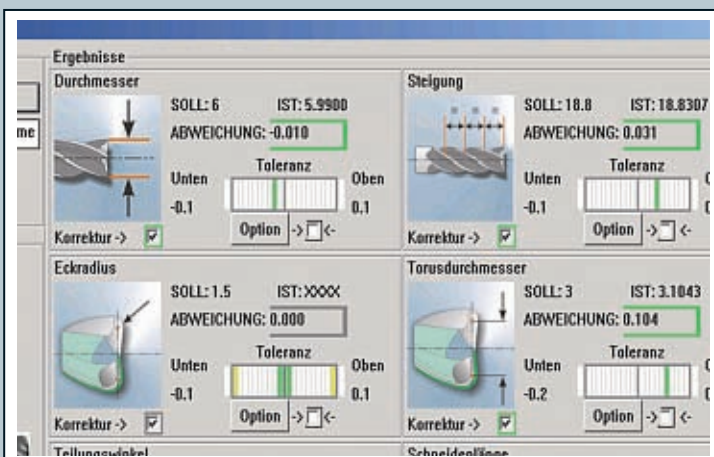 Ergebnisse
Durchmesser
SOLL: 6 IST: 5.9900
ABWEICHUNG: -0.010
Toleranz
Unten Oben
-0.1 0.1
Option -> <-
Korrektur ->
Steigung
SOLL: 18.8 IST: 18.8307
ABWEICHUNG: 0.031
Toleranz
Unten
-0.1
Option -> <-
Korrektur ->
Eckradius
SOLL: 1.5 IST: XXXX
ABWEICHUNG: 0.000
Toleranz
Unten Oben
-0.1 0.1
Option -> <-
Korrektur ->
Torusdurchmesser
SOLL: 3 IST: 3.1043
ABWEICHUNG: 0.104
Toleranz
Unten
-0.2
Option -> <-
Korrektur ->
Teilungswinkel
Schneidenlänge
me